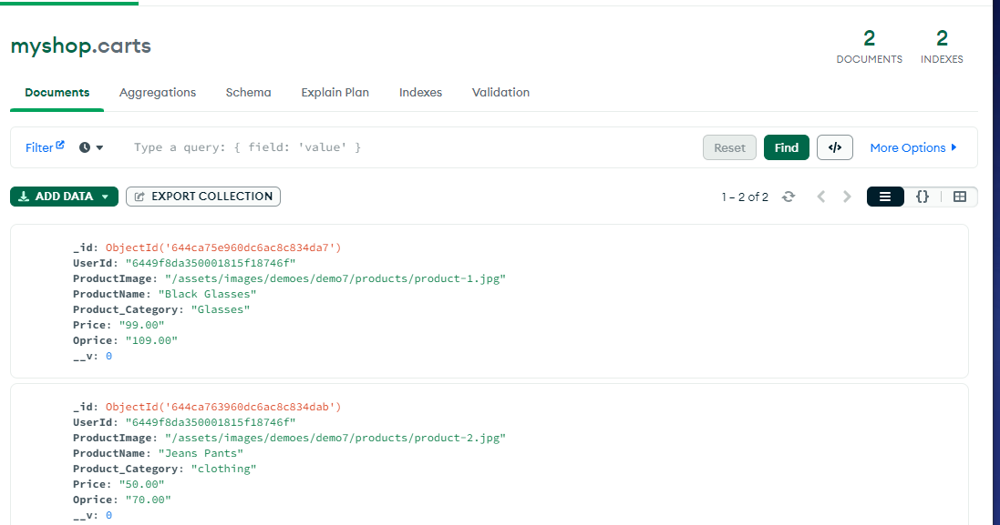 myshop.carts
2
DOCUMENTS
2
INDEXES
Documents Aggregations Schema Explain Plan Indexes Validation
Filter Type a query: { field: 'value' } Reset Find </> More Options
ADD DATA EXPORT COLLECTION 1 – 2 of 2 {}
_id: ObjectId('644ca75e960dc6ac8c834da7')
UserId: "6449f8da350001815f18746f"
ProductImage: "/assets/images/demoes/demo7/products/product-1.jpg"
ProductName: "Black Glasses"
Product_Category: "Glasses"
Price: "99.00"
Oprice: "109.00"
__v: 0
_id: ObjectId('644ca763960dc6ac8c834dab')
UserId: "6449f8da350001815f18746f"
ProductImage: "/assets/images/demoes/demo7/products/product-2.jpg"
ProductName: "Jeans Pants"
Product_Category: "clothing"
Price: "50.00"
Oprice: "70.00"
__v: 0